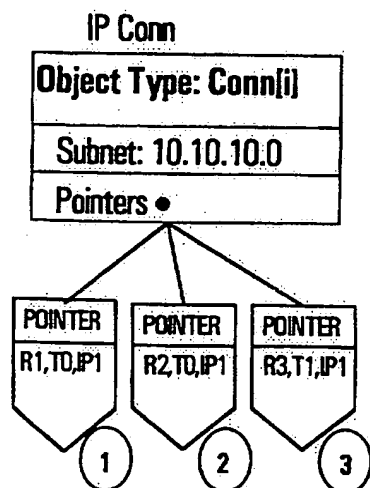 IP Conn
Object Type: Conn[i]
Subnet: 10.10.10.0
Pointers
POINTER POINTER POINTER
R1,T0,IP1 R2,T0,IP1 R3,T1,IP1
1 2 3